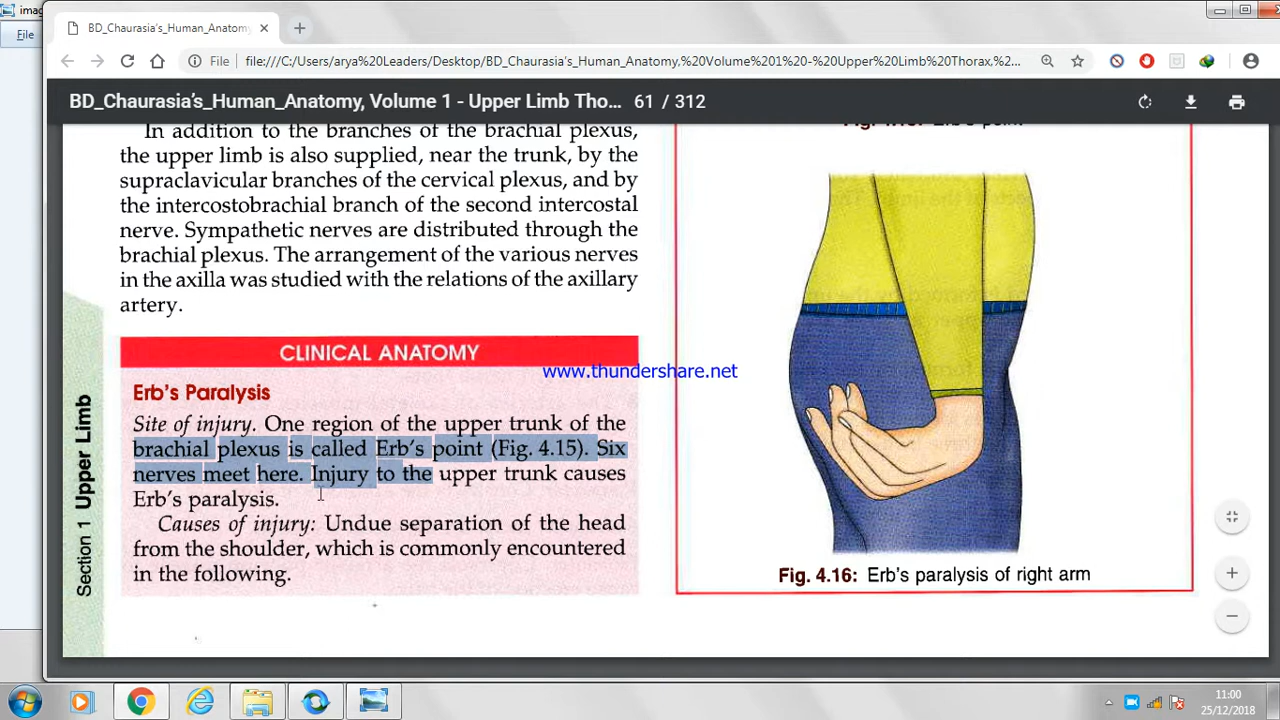 imag
File
BD_Chaurasia's_Human_Anatomy
File
file:///C:/Users/arya%20Leaders/Desktop/BD_Chaurasia's_Human_Anatomy,%20Volume%201%20-%20Upper%20Limb%20Thorax,%2...
BD_Chaurasia's_Human_Anatomy, Volume 1 - Upper Limb Tho...
61 / 312
In addition to the branches of the brachial plexus,
the upper limb is also supplied, near the trunk, by the
supraclavicular branches of the cervical plexus, and by
the intercostobrachial branch of the second intercostal
nerve. Sympathetic nerves are distributed through the
brachial plexus. The arrangement of the various nerves
in the axilla was studied with the relations of the axillary
artery.
CLINICAL ANATOMY
Erb's Paralysis
Site of injury. One region of the upper trunk of the
brachial plexus is called Erb's point (Fig. 4.15). Six
nerves meet here. Injury to the upper trunk causes
Erb's paralysis.
Causes of injury: Undue separation of the head
from the shoulder, which is commonly encountered
in the following.
Section 1 Upper Limb
www.thundershare.net
Fig. 4.16: Erb's paralysis of right arm
11:00
25/12/2018